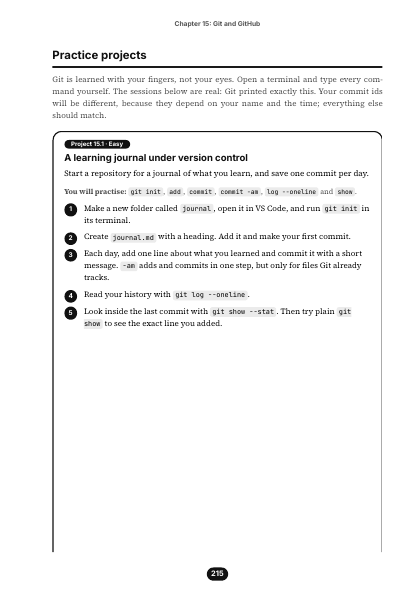 Chapter 15: Git and GitHub
Practice projects
Git is learned with your fingers, not your eyes. Open a terminal and type every com-
mand yourself. The sessions below are real: Git printed exactly this. Your commit ids
will be different, because they depend on your name and the time; everything else
should match.
Project 15.1 · Easy
A learning journal under version control
Start a repository for a journal of what you learn, and save one commit per day.
You will practise: git init, add, commit, commit -am, log --oneline and show.
1 Make a new folder called journal, open it in VS Code, and run git init in
its terminal.
2 Create journal.md with a heading. Add it and make your first commit.
3 Each day, add one line about what you learned and commit it with a short
message. -am adds and commits in one step, but only for files Git already
tracks.
4 Read your history with git log --oneline.
5 Look inside the last commit with git show --stat. Then try plain git
show to see the exact line you added.
215